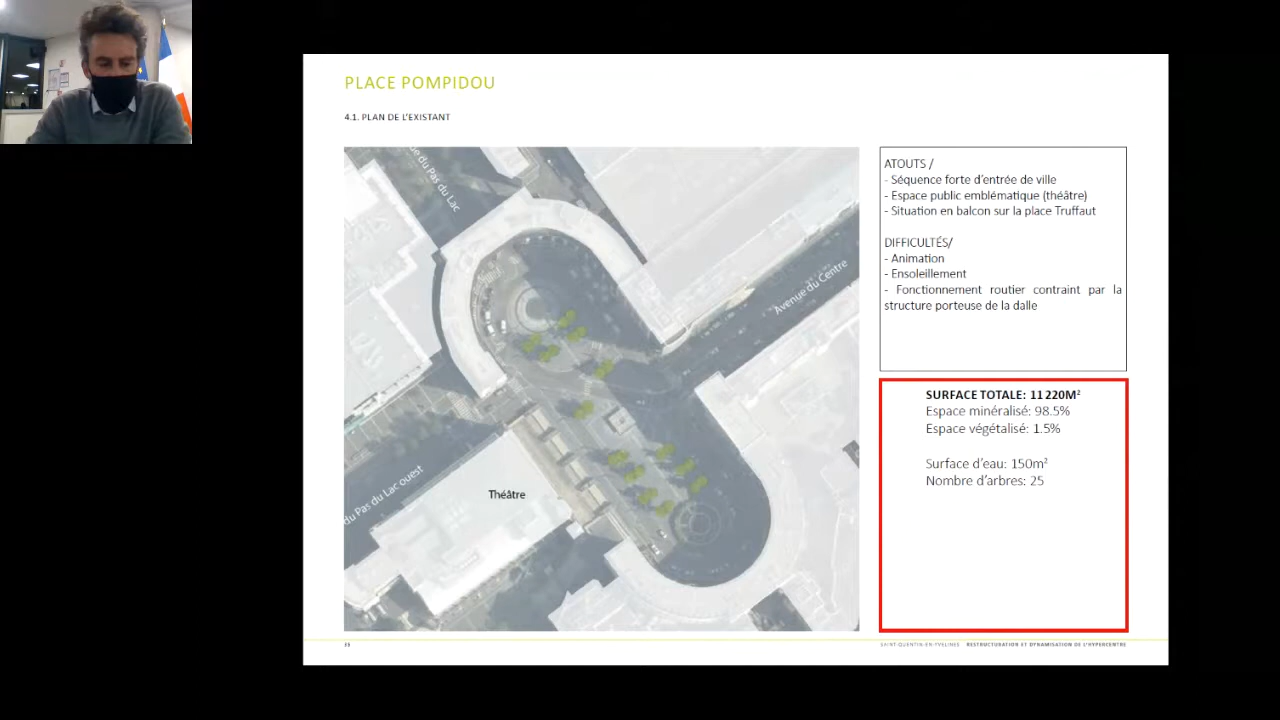 PLACE POMPIDOU
4.1. PLAN DE L'EXISTANT
ue du Pas du Lac
Avenue du Centre
du Pas du Lac ouest
Théâtre
ATOUTS /
- Séquence forte d'entrée de ville
- Espace public emblématique (théâtre)
- Situation en balcon sur la place Truffaut
DIFFICULTÉS/
- Animation
- Ensoleillement
- Fonctionnement routier contraint par la
structure porteuse de la dalle
SURFACE TOTALE: 11 220M²
Espace minéralisé: 98.5%
Espace végétalisé: 1.5%
Surface d'eau: 150m²
Nombre d'arbres: 25
SAINT-QUENTIN-EN-YVELINES RESTRUCTURATION ET DYNAMISATION DE L'HYPERCENTRE